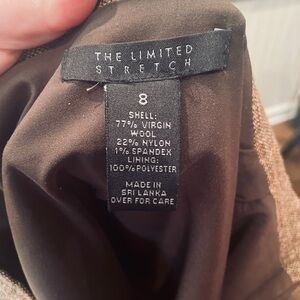 THE LIMITED
STRETCH
8
SHELL:
77% VIRGIN
WOOL
22% NYLON
1% SPANDEX
LINING:
100% POLYESTER
MADE IN
SRI LANKA
OVER FOR CARE